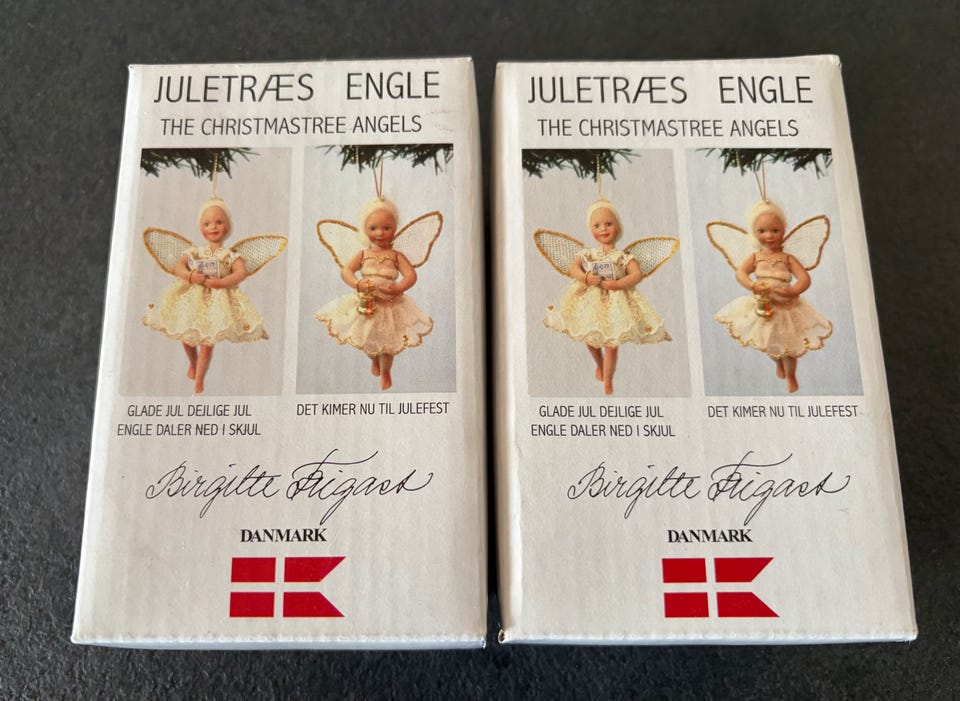 JULETRÆS ENGLE
THE CHRISTMASTREE ANGELS
GLADE JUL DEJLIGE JUL
ENGLE DALER NED I SKJUL
DET KIMER NU TIL JULEFEST
Birgitte Frigast
DANMARK
JULETRÆS ENGLE
THE CHRISTMASTREE ANGELS
GLADE JUL DEJLIGE JUL
ENGLE DALER NED I SKJUL
DET KIMER NU TIL JULEFEST
Birgitte Frigast
DANMARK